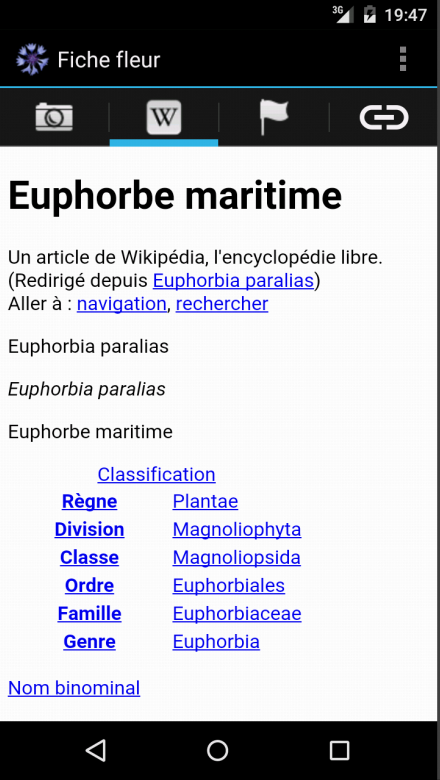 3G 19:47
Fiche fleur
W
Euphorbe maritime
Un article de Wikipédia, l'encyclopédie libre.
(Redirigé depuis Euphorbia paralias)
Aller à : navigation, rechercher
Euphorbia paralias
Euphorbia paralias
Euphorbe maritime
Classification
Règne Plantae
Division Magnoliophyta
Classe Magnoliopsida
Ordre Euphorbiales
Famille Euphorbiaceae
Genre Euphorbia
Nom binominal